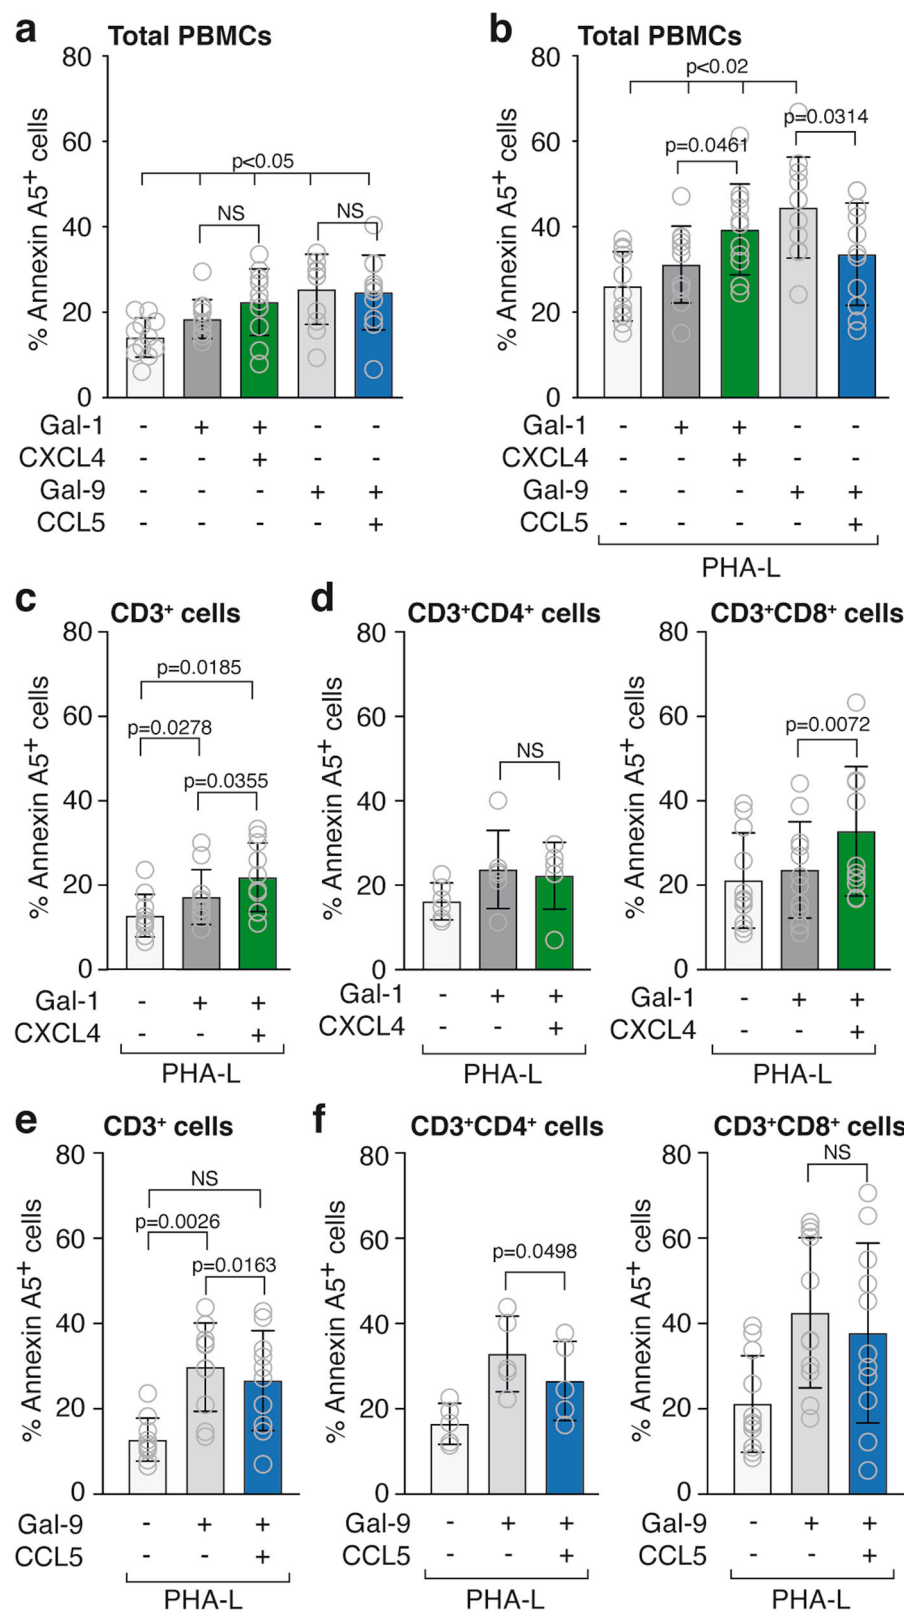 a Total PBMCs
80
60
40
20
0
% Annexin A5+ cells
p<0.05
NS
NS
Gal-1 - + + - -
CXCL4 - - + - -
Gal-9 - - - + +
CCL5 - - - - +
b Total PBMCs
80
60
40
20
0
% Annexin A5+ cells
p<0.02
p=0.0461
p=0.0314
Gal-1 - + + - -
CXCL4 - - + - -
Gal-9 - - - + +
CCL5 - - - - +
PHA-L
c CD3+ cells
80
60
40
20
0
% Annexin A5+ cells
p=0.0185
p=0.0278
p=0.0355
Gal-1 - + +
CXCL4 - - +
PHA-L
d CD3+CD4+ cells
80
60
40
20
0
% Annexin A5+ cells
NS
Gal-1 - + +
CXCL4 - - +
PHA-L
CD3+CD8+ cells
80
60
40
20
0
% Annexin A5+ cells
p=0.0072
Gal-1 - + +
CXCL4 - - +
PHA-L
e CD3+ cells
80
60
40
20
0
% Annexin A5+ cells
NS
p=0.0026
p=0.0163
Gal-9 - + +
CCL5 - - +
PHA-L
f CD3+CD4+ cells
80
60
40
20
0
% Annexin A5+ cells
p=0.0498
Gal-9 - + +
CCL5 - - +
PHA-L
CD3+CD8+ cells
80
60
40
20
0
% Annexin A5+ cells
NS
Gal-9 - + +
CCL5 - - +
PHA-L